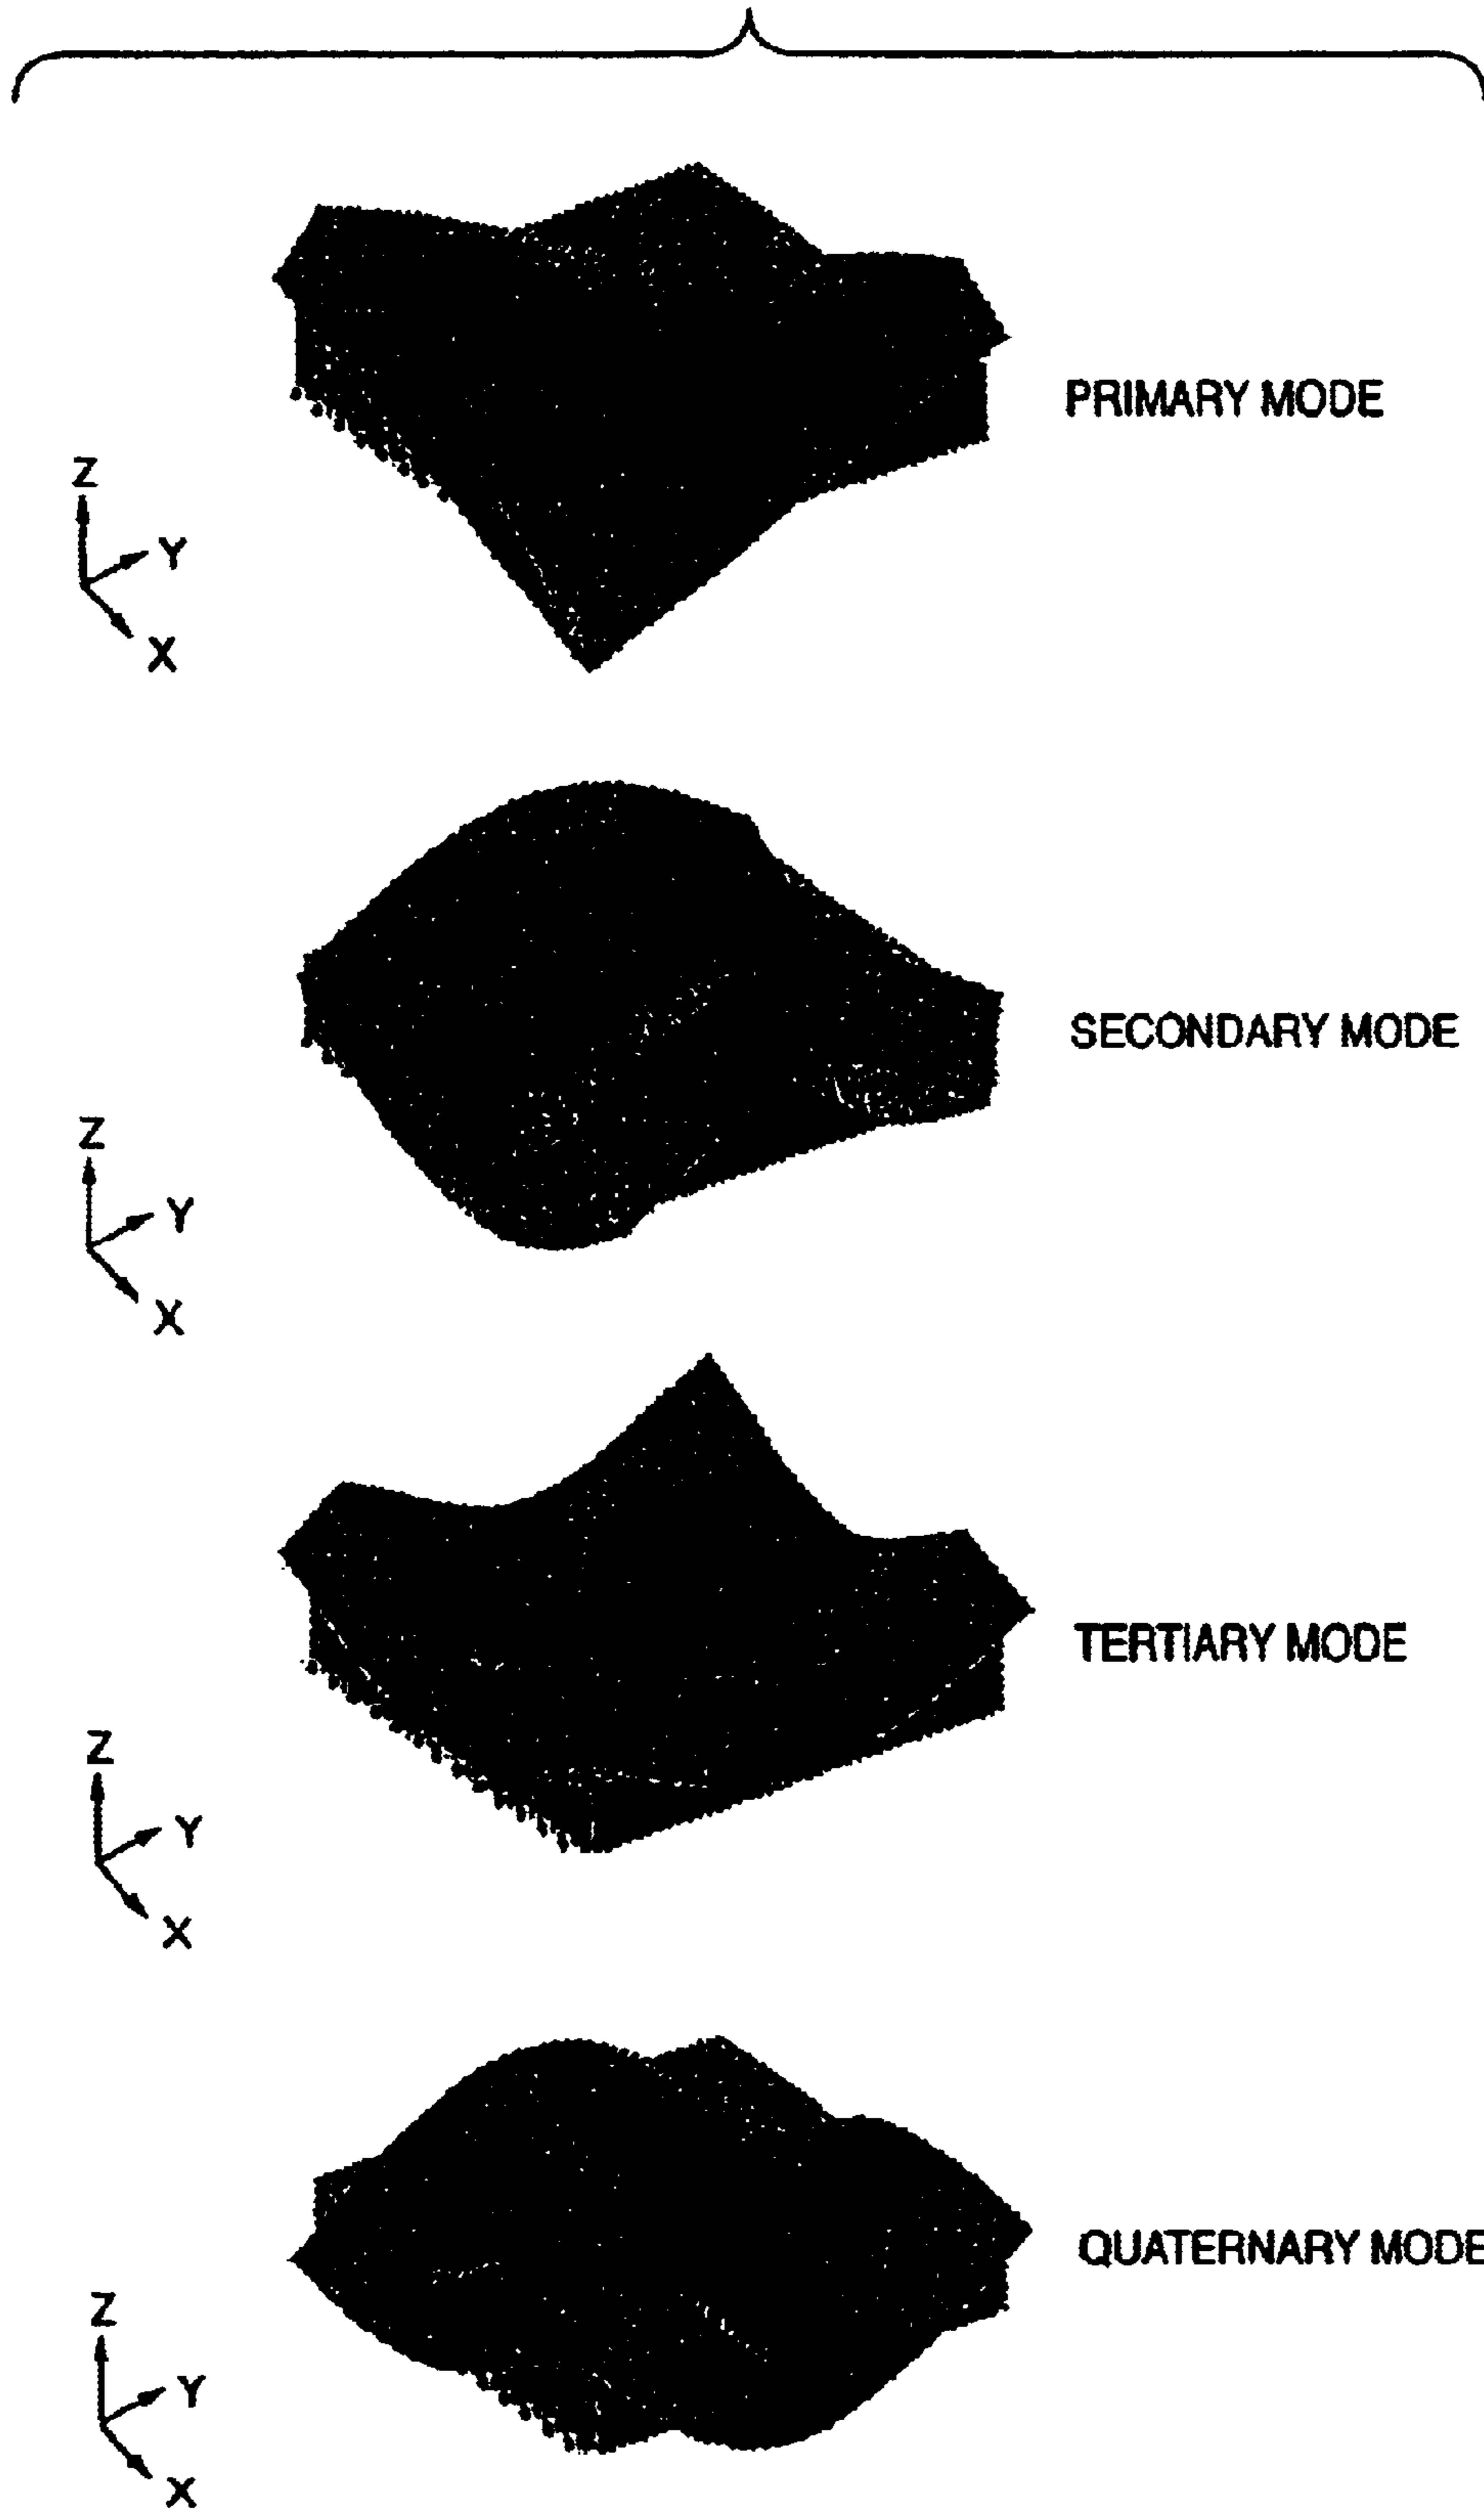 PRIMARY MODE
Z
Y
X
SECONDARY MODE
Z
Y
X
TERTIARY MODE
Z
Y
X
QUATERNARY MODE
Z
Y
X